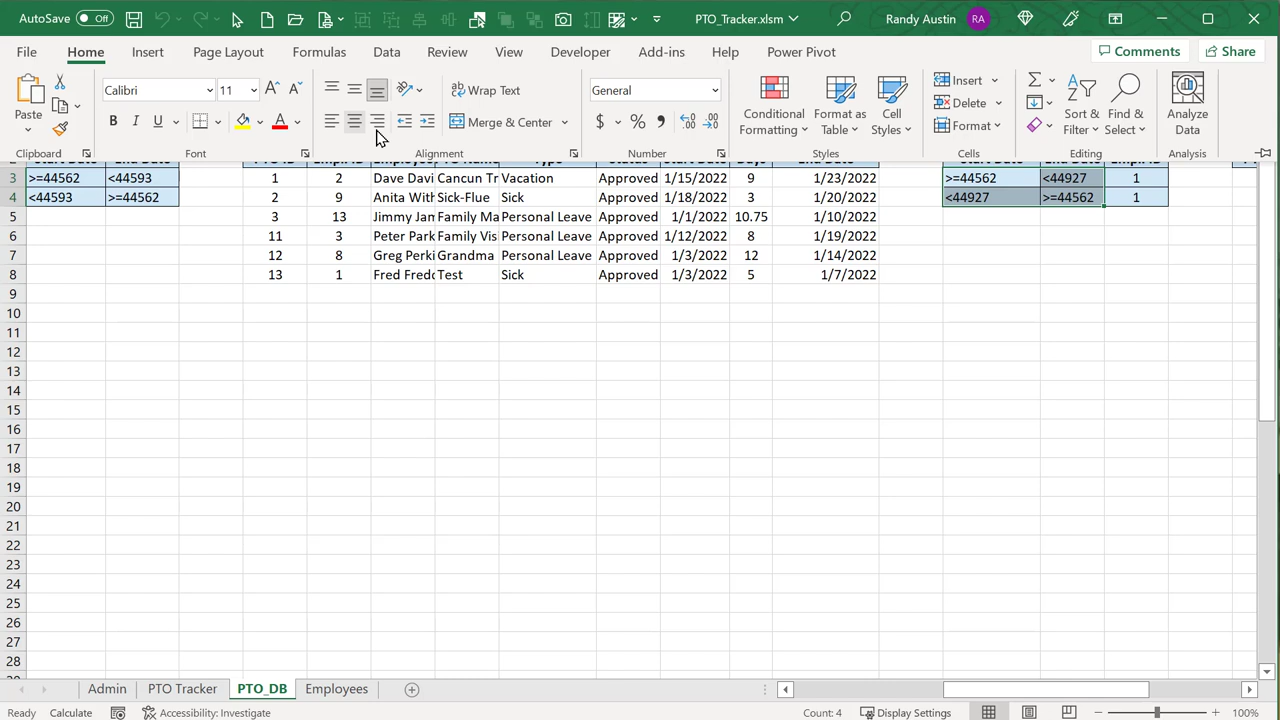 AutoSave Off PTO_Tracker.xlsm Randy Austin RA
File Home Insert Page Layout Formulas Data Review View Developer Add-ins Help Power Pivot Comments Share
Calibri 11 Wrap Text General Insert
Paste B I U Merge & Center $ % , Conditional Formatting Format as Table Cell Styles Delete Format Sort & Filter Find & Select Analyze Data
Clipboard Font Alignment Number Styles Cells Editing Analysis
Start Date End Date PTO ID Empl ID Type Status Start Date Days End Date Start Date End Date Empl ID
3 >=44562 <44593 1 2 Dave Davi Cancun Tr Vacation Approved 1/15/2022 9 1/23/2022 >=44562 <44927 1
4 <44593 >=44562 2 9 Anita With Sick-Flue Sick Approved 1/18/2022 3 1/20/2022 <44927 >=44562 1
5 3 13 Jimmy Jam Family Ma Personal Leave Approved 1/1/2022 10.75 1/10/2022
6 11 3 Peter Park Family Vis Personal Leave Approved 1/12/2022 8 1/19/2022
7 12 8 Greg Perki Grandma Personal Leave Approved 1/3/2022 12 1/14/2022
8 13 1 Fred Fredd Test Sick Approved 1/3/2022 5 1/7/2022
9
10
11
12
13
14
15
16
17
18
19
20
21
22
23
24
25
26
27
28
Admin PTO Tracker PTO_DB Employees
Ready Calculate Accessibility: Investigate Count: 4 Display Settings 100%